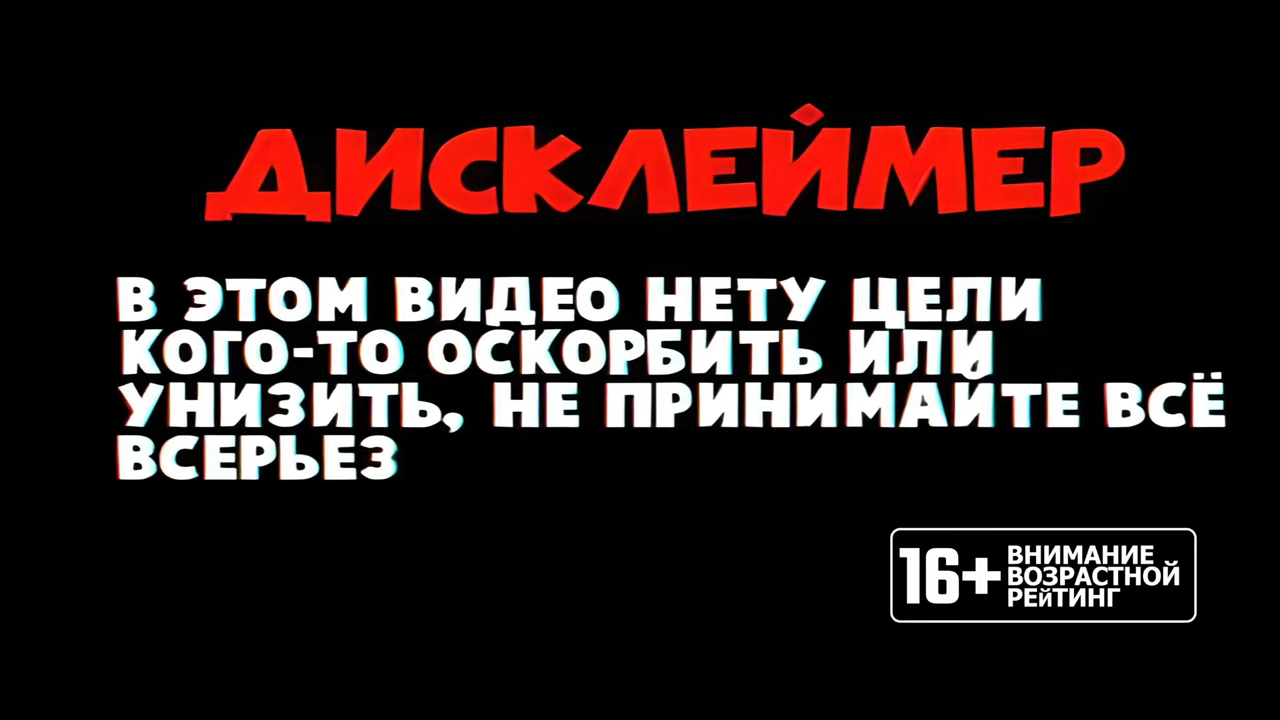 ДИСКЛЕЙМЕР
В ЭТОМ ВИДЕО НЕТУ ЦЕЛИ
КОГО-ТО ОСКОРБИТЬ ИЛИ
УНИЗИТЬ, НЕ ПРИНИМАЙТЕ ВСЁ
ВСЕРЬЕЗ
16+ ВНИМАНИЕ
ВОЗРАСТНОЙ
РЕйТИНГ